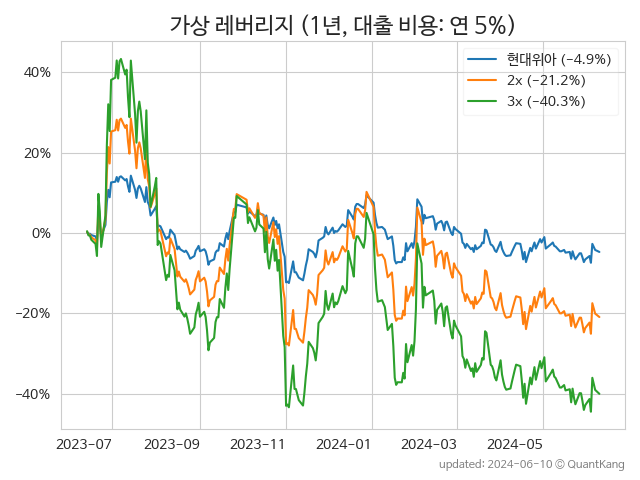 가상 레버리지 (1년, 대출 비용: 연 5%)
현대위아 (−4.9%)
2x (−21.2%)
3x (−40.3%)
40%
20%
0%
−20%
−40%
2023-07 2023-09 2023-11 2024-01 2024-03 2024-05
updated: 2024-06-10 © QuantKang